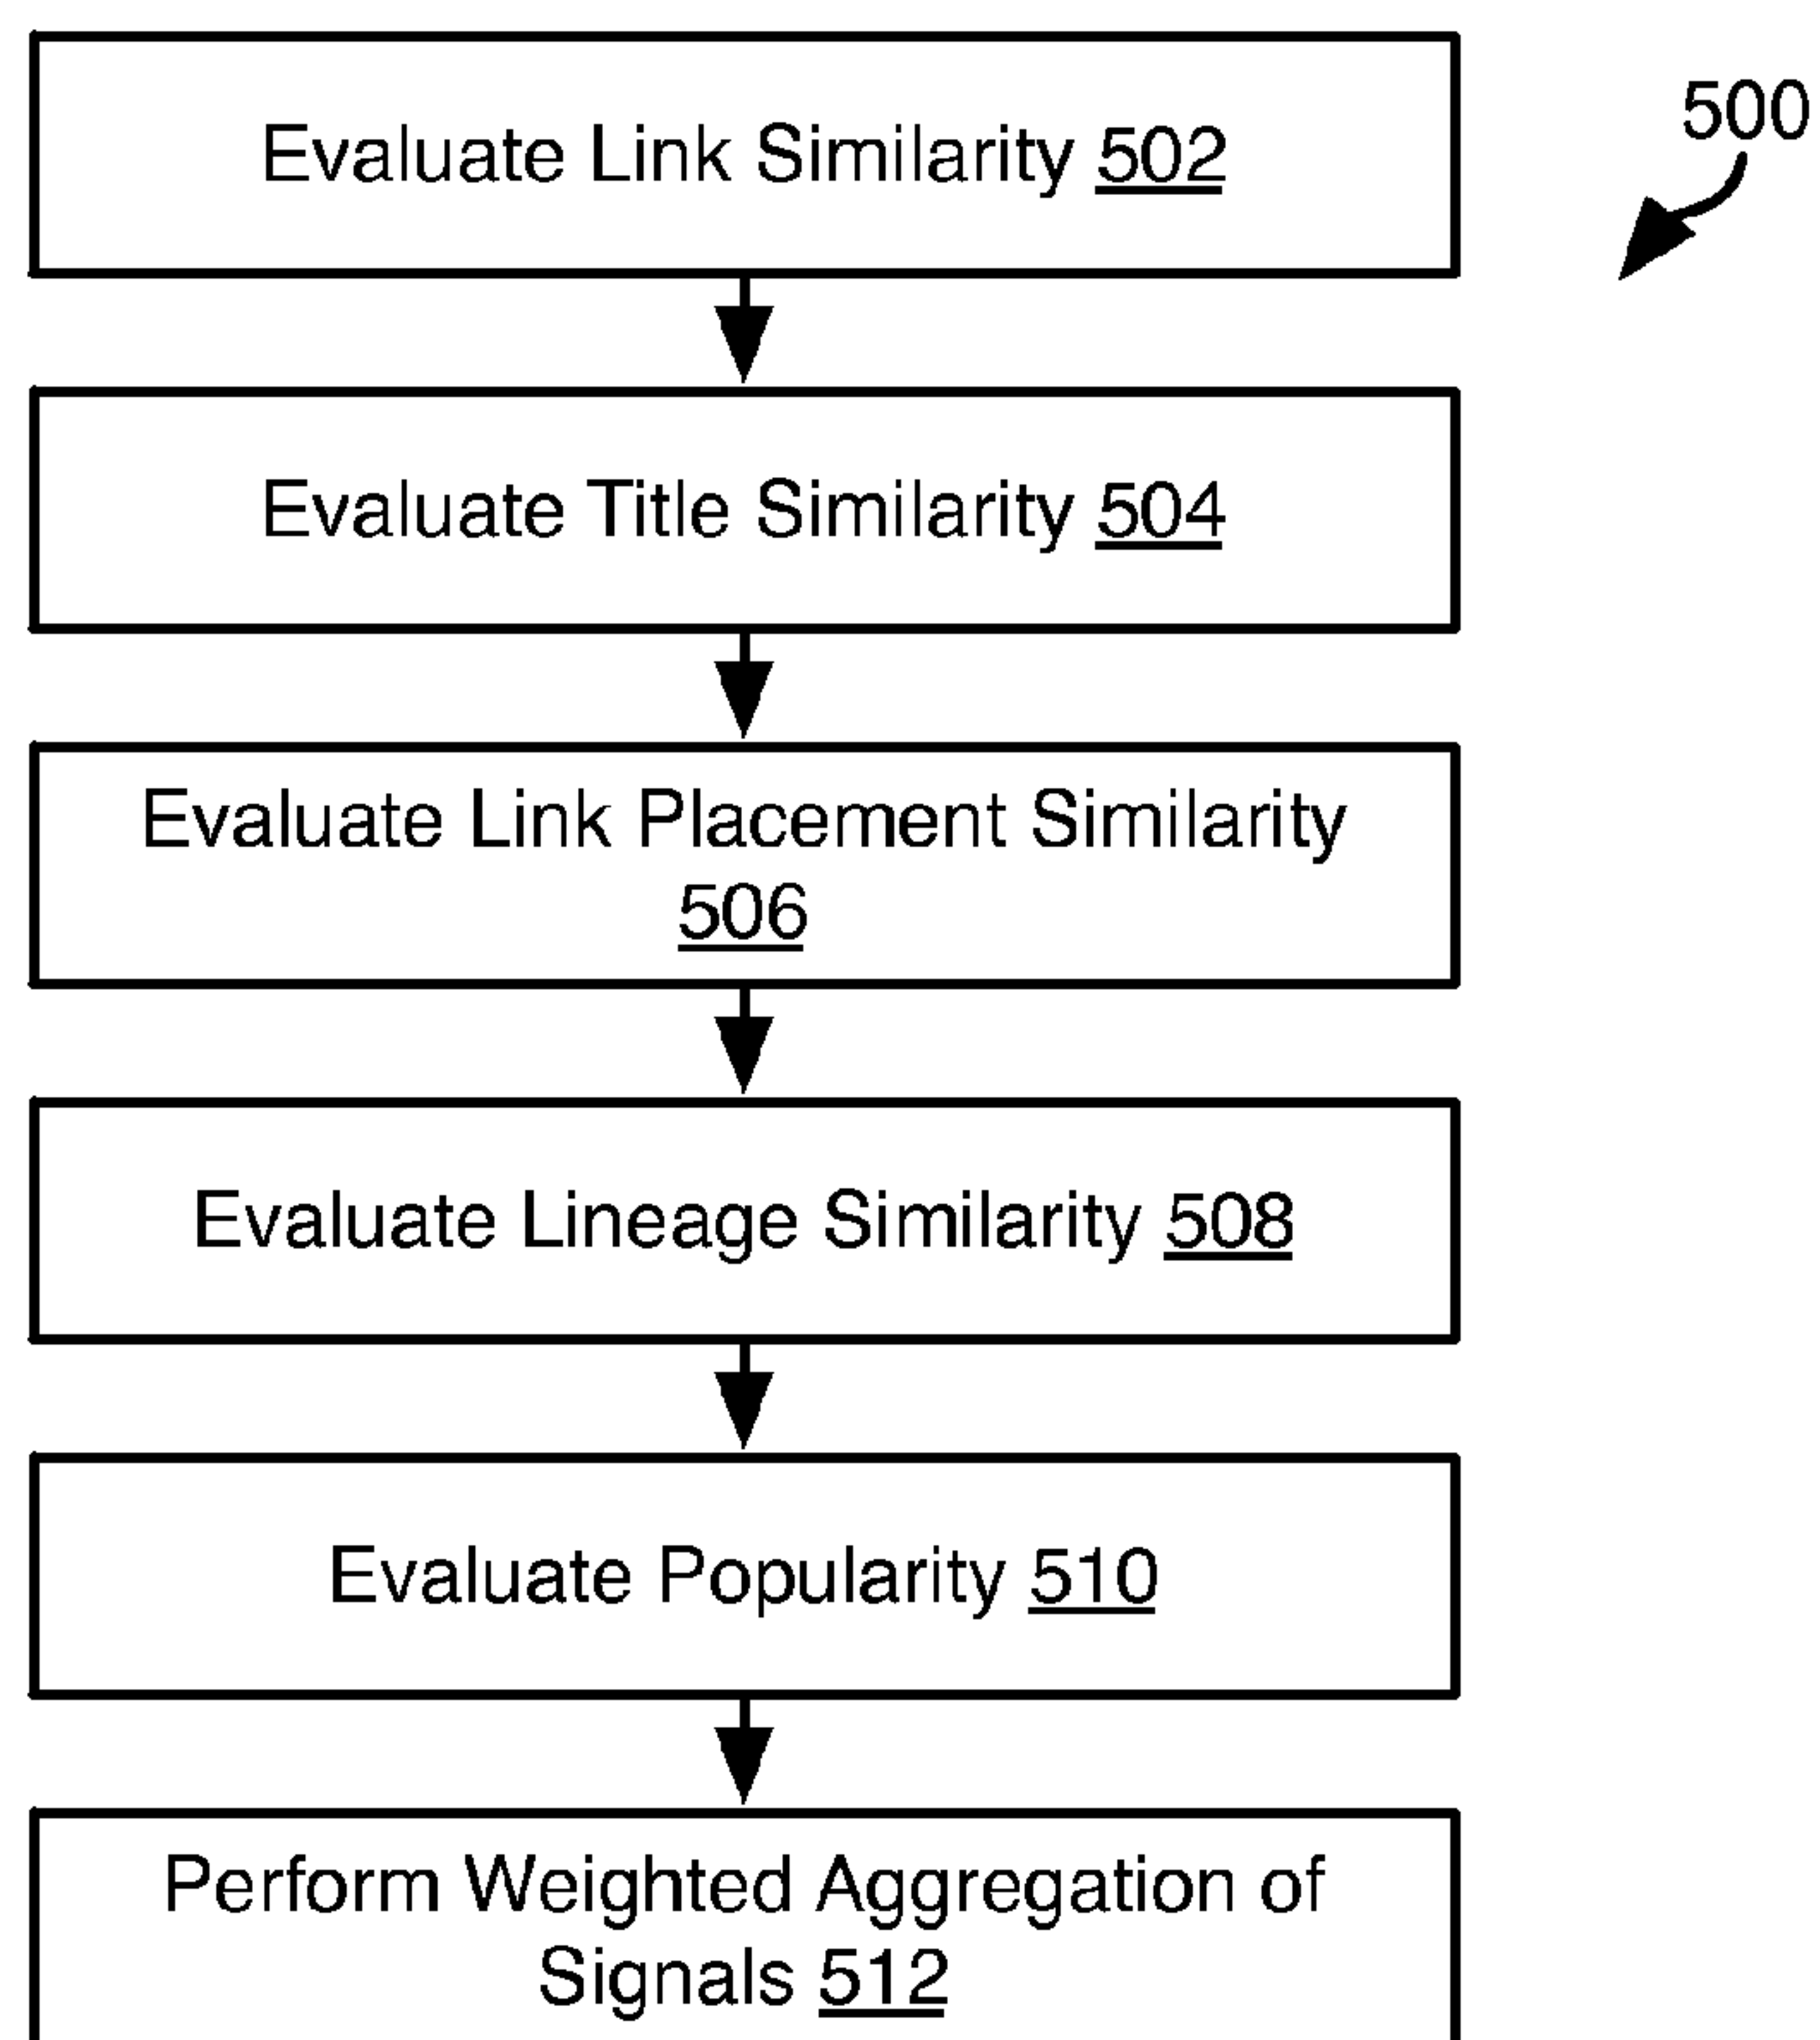 Evaluate Link Similarity 502
500
Evaluate Title Similarity 504
Evaluate Link Placement Similarity
506
Evaluate Lineage Similarity 508
Evaluate Popularity 510
Perform Weighted Aggregation of
Signals 512